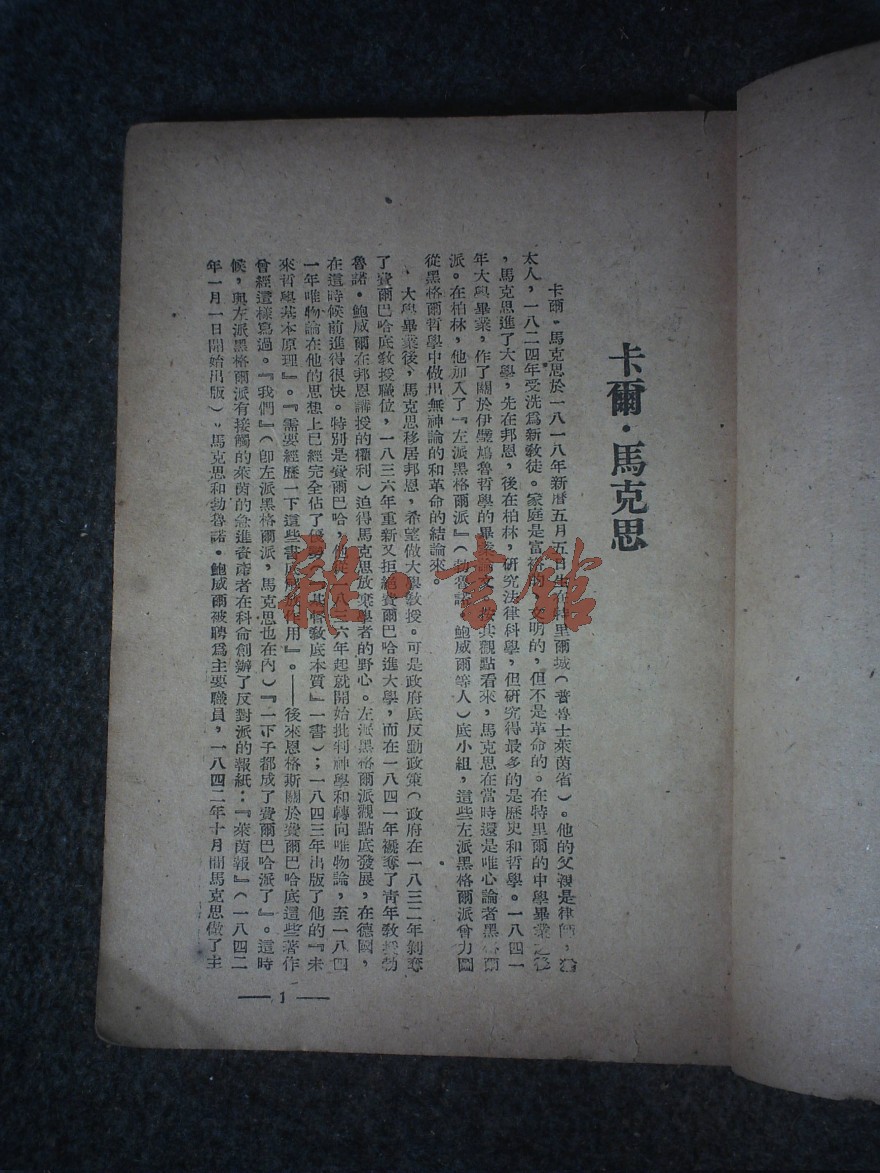 卡爾·馬克思
卡爾·馬克思於一八一八年新曆五月五日生在特里爾城(普魯士萊茵省)。他的父親是律師,猶
太人,一八二四年受洗爲新教徒。家庭是富裕的,文明的,但不是革命的。在特里爾的中學畢業之後
,馬克思進了大學,先在邦恩,後在柏林,研究法律科學,但研究得最多的是歷史和哲學。一八四一
年大學畢業,作了關於伊壁鳩魯哲學的畢業論文。按其觀點看來,馬克思在當時還是唯心論者黑格爾
派。在柏林,他加入了『左派黑格爾派』(勃魯諾·鮑威爾等人)底小組,這些左派黑格爾派曾力圖
從黑格爾哲學中做出無神論的和革命的結論來。
大學畢業後,馬克思移居邦恩,希望做大學教授。可是政府底反動政策(政府在一八三二年剝奪
了費爾巴哈底教授職位,一八三六年重新又拒絕費爾巴哈進大學,而在一八四一年褫奪了靑年教授勃
魯諾·鮑威爾在邦恩講授的權利)迫得馬克思放棄學者的野心。左派黑格爾派觀點底發展,在德國,
在這時候前進得很快。特別是費爾巴哈,他從一八三六年起就開始批判神學和轉向唯物論,至一八四
一年唯物論在他的思想上已經完全佔了優勢(『基督教底本質』一書);一八四三年出版了他的『未
來哲學基本原理』。『需要經歷一下這些書底解放作用』。——後來恩格斯關於費爾巴哈底這些著作
曾經這樣寫過。『我們』(卽左派黑格爾派,馬克思也在內)『一下子都成了費爾巴哈派了』。這時
候,與左派黑格爾派有接觸的萊茵的急進資產者在科命創辦了反對派的報紙:『萊茵報』(一八四二
年一月一日開始出版)。馬克思和勃魯諾·鮑威爾被聘爲主要職員,一八四二年十月間馬克思做了主
— 1 —
雜·書館